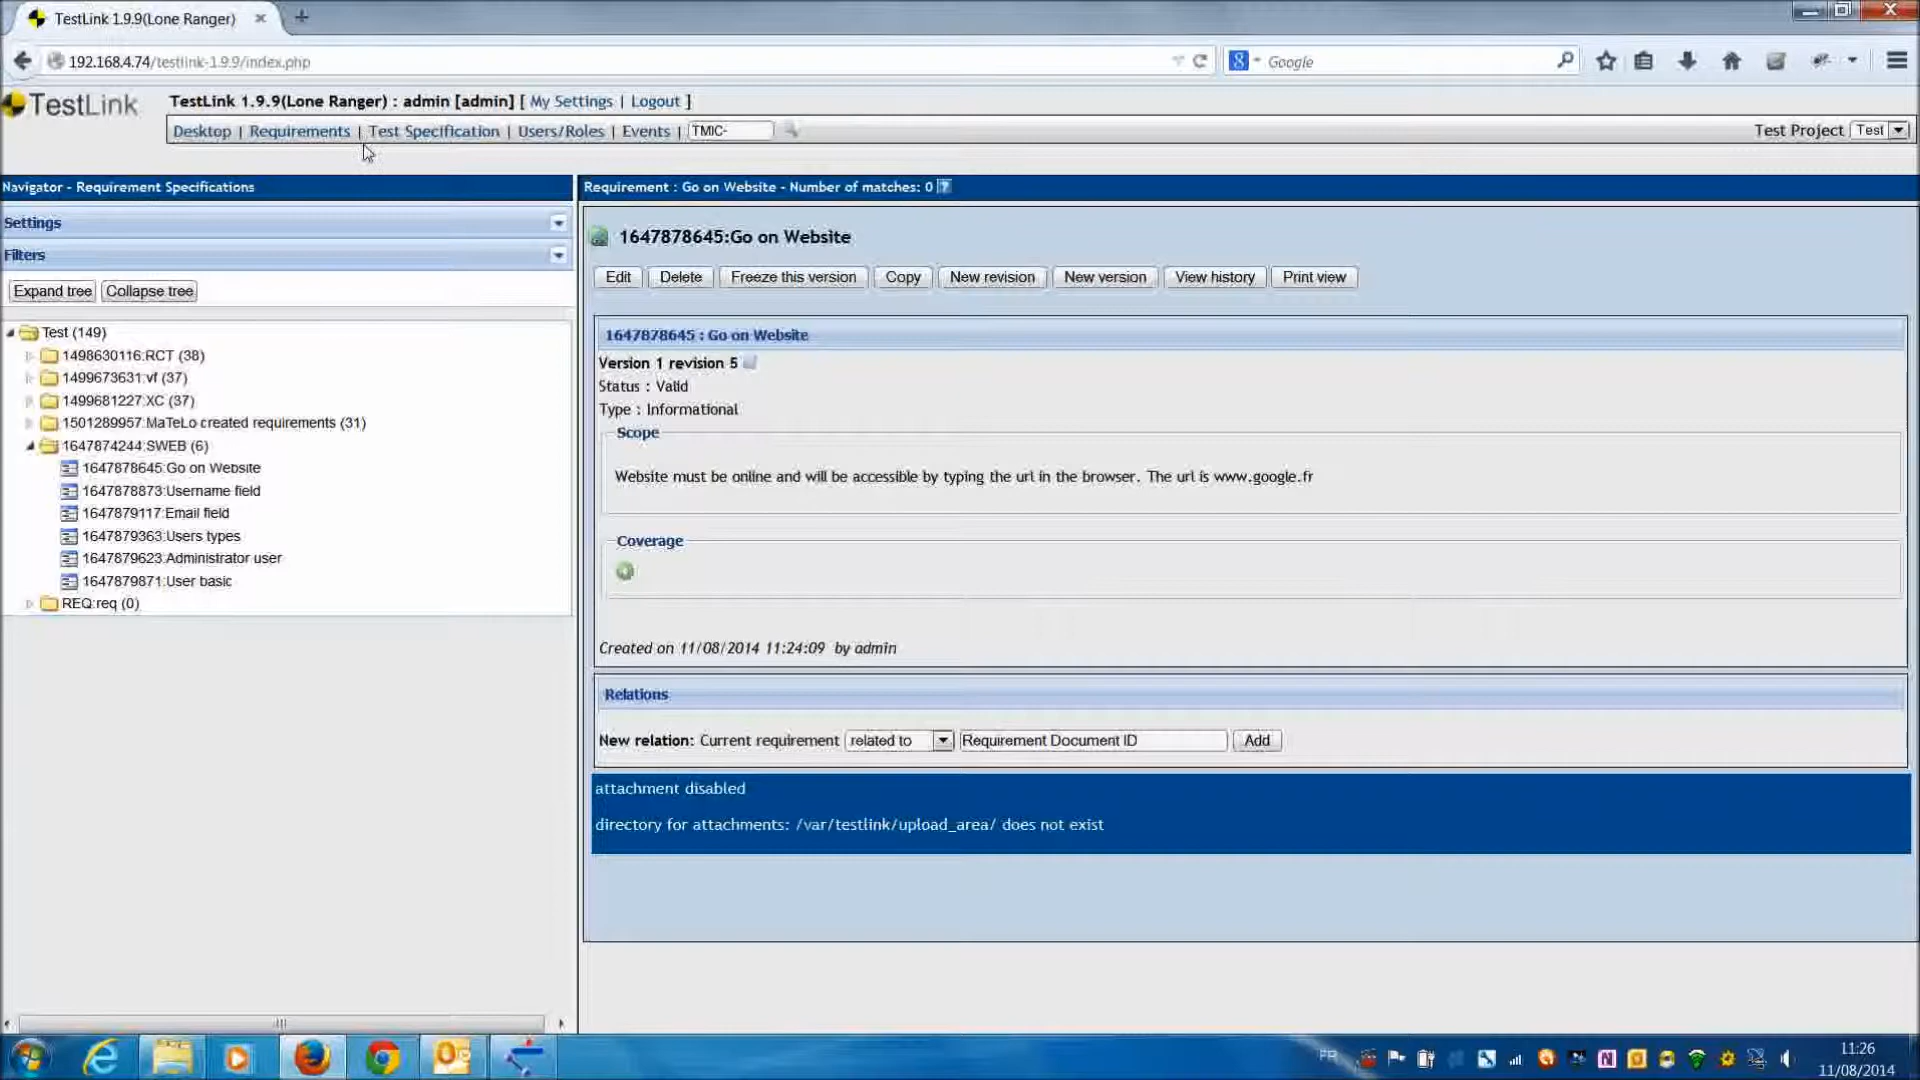 TestLink 1.9.9(Lone Ranger)
192.168.4.74/testlink-1.9.9/index.php
Google
TestLink
TestLink 1.9.9(Lone Ranger) : admin [admin] [ My Settings | Logout ]
Desktop | Requirements | Test Specification | Users/Roles | Events | TMIC-
Test Project Test
Navigator - Requirement Specifications
Settings
Filters
Expand tree Collapse tree
Test (149)
1498630116:RCT (38)
1499673631:vf (37)
1499681227:XC (37)
1501289957:MaTeLo created requirements (31)
1647874244:SWEB (6)
1647878645:Go on Website
1647878873:Username field
1647879117:Email field
1647879363:Users types
1647879623:Administrator user
1647879871:User basic
REQ:req (0)
Requirement : Go on Website - Number of matches: 0 ?
1647878645:Go on Website
Edit Delete Freeze this version Copy New revision New version View history Print view
1647878645 : Go on Website
Version 1 revision 5
Status : Valid
Type : Informational
Scope
Website must be online and will be accessible by typing the url in the browser. The url is www.google.fr
Coverage
Created on 11/08/2014 11:24:09 by admin
Relations
New relation: Current requirement related to Requirement Document ID Add
attachment disabled
directory for attachments: /var/testlink/upload_area/ does not exist
FR
11:26
11/08/2014